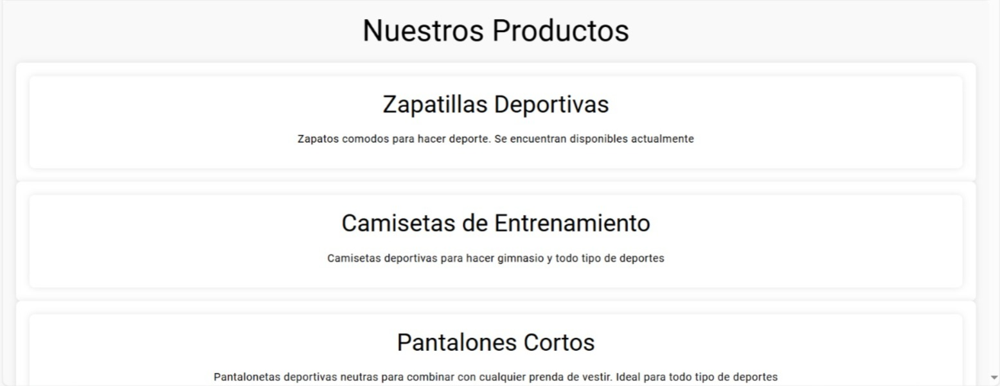 Nuestros Productos
Zapatillas Deportivas
Zapatos comodos para hacer deporte. Se encuentran disponibles actualmente
Camisetas de Entrenamiento
Camisetas deportivas para hacer gimnasio y todo tipo de deportes
Pantalones Cortos
Pantalonetas deportivas neutras para combinar con cualquier prenda de vestir. Ideal para todo tipo de deportes